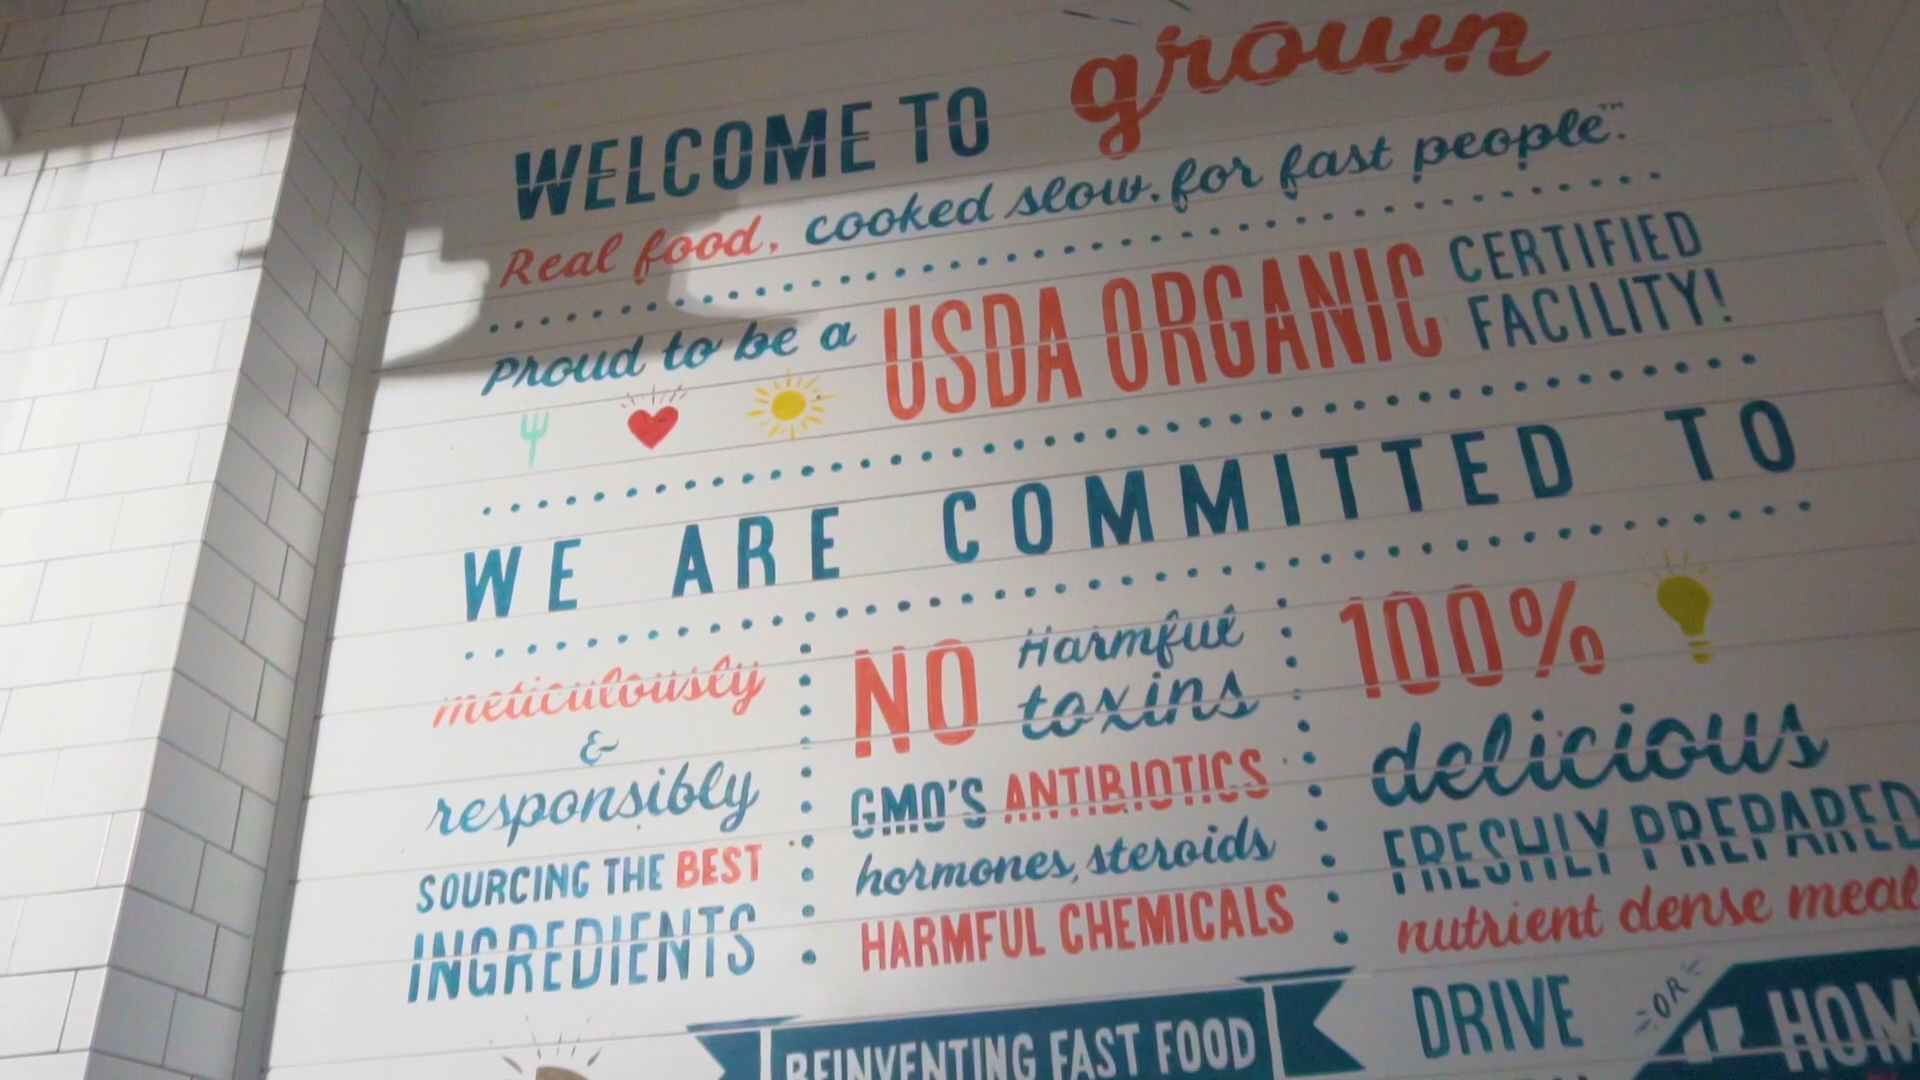 WELCOME TO grown
Real food, cooked slow, for fast people.™
Proud to be a USDA ORGANIC CERTIFIED FACILITY!
WE ARE COMMITTED TO
meticulously
&
responsibly
SOURCING THE BEST
INGREDIENTS
NO Harmful toxins
GMO'S ANTIBIOTICS
hormones, steroids
HARMFUL CHEMICALS
100%
delicious
FRESHLY PREPARED
nutrient dense meal
REINVENTING FAST FOOD
DRIVE
OR